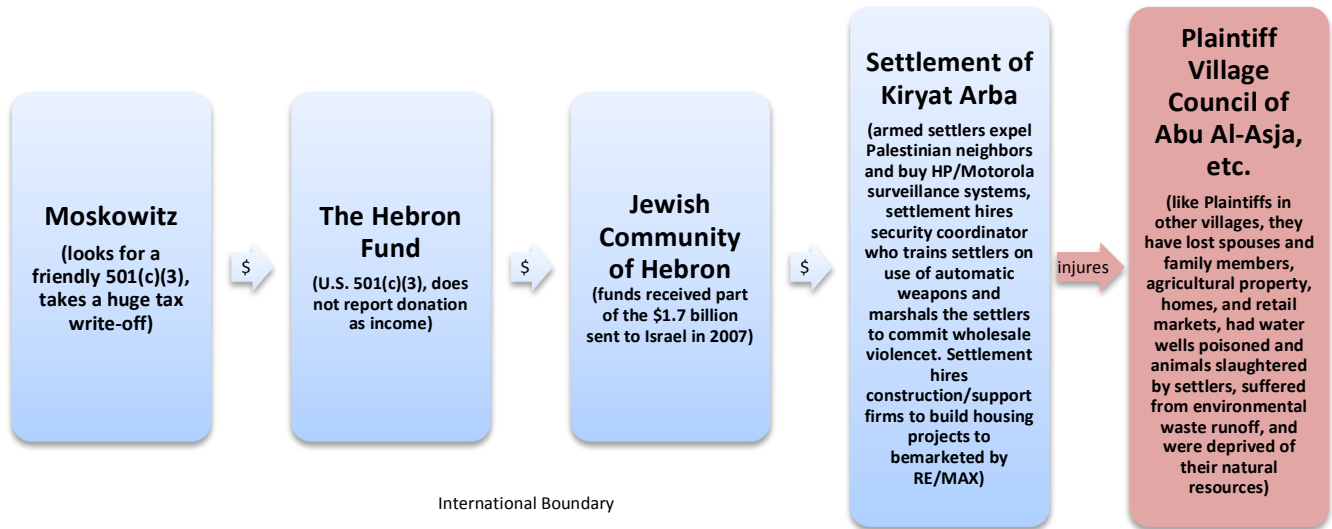 Moskowitz
(looks for a
friendly 501(c)(3),
takes a huge tax
write-off)
$
The Hebron
Fund
(U.S. 501(c)(3), does
not report donation
as income)
$
Jewish
Community
of Hebron
(funds received part
of the $1.7 billion
sent to Israel in 2007)
$
Settlement of
Kiryat Arba
(armed settlers expel
Palestinian neighbors
and buy HP/Motorola
surveillance systems,
settlement hires
security coordinator
who trains settlers on
use of automatic
weapons and
marshals the settlers
to commit wholesale
violencet. Settlement
hires
construction/support
firms to build housing
projects to
bemarketed by
RE/MAX)
injures
Plaintiff
Village
Council of
Abu Al-Asja,
etc.
(like Plaintiffs in
other villages, they
have lost spouses and
family members,
agricultural property,
homes, and retail
markets, had water
wells poisoned and
animals slaughtered
by settlers, suffered
from environmental
waste runoff, and
were deprived of
their natural
resources)
International Boundary